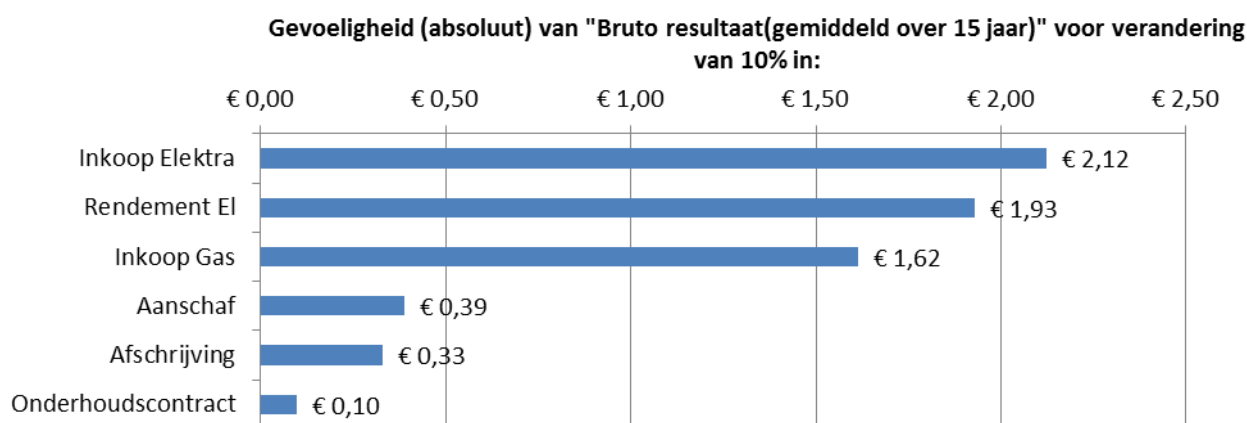 Gevoeligheid (absoluut) van "Bruto resultaat(gemiddeld over 15 jaar)" voor verandering
van 10% in:
€ 0,00 € 0,50 € 1,00 € 1,50 € 2,00 € 2,50
Inkoop Elektra € 2,12
Rendement El € 1,93
Inkoop Gas € 1,62
Aanschaf € 0,39
Afschrijving € 0,33
Onderhoudscontract € 0,10